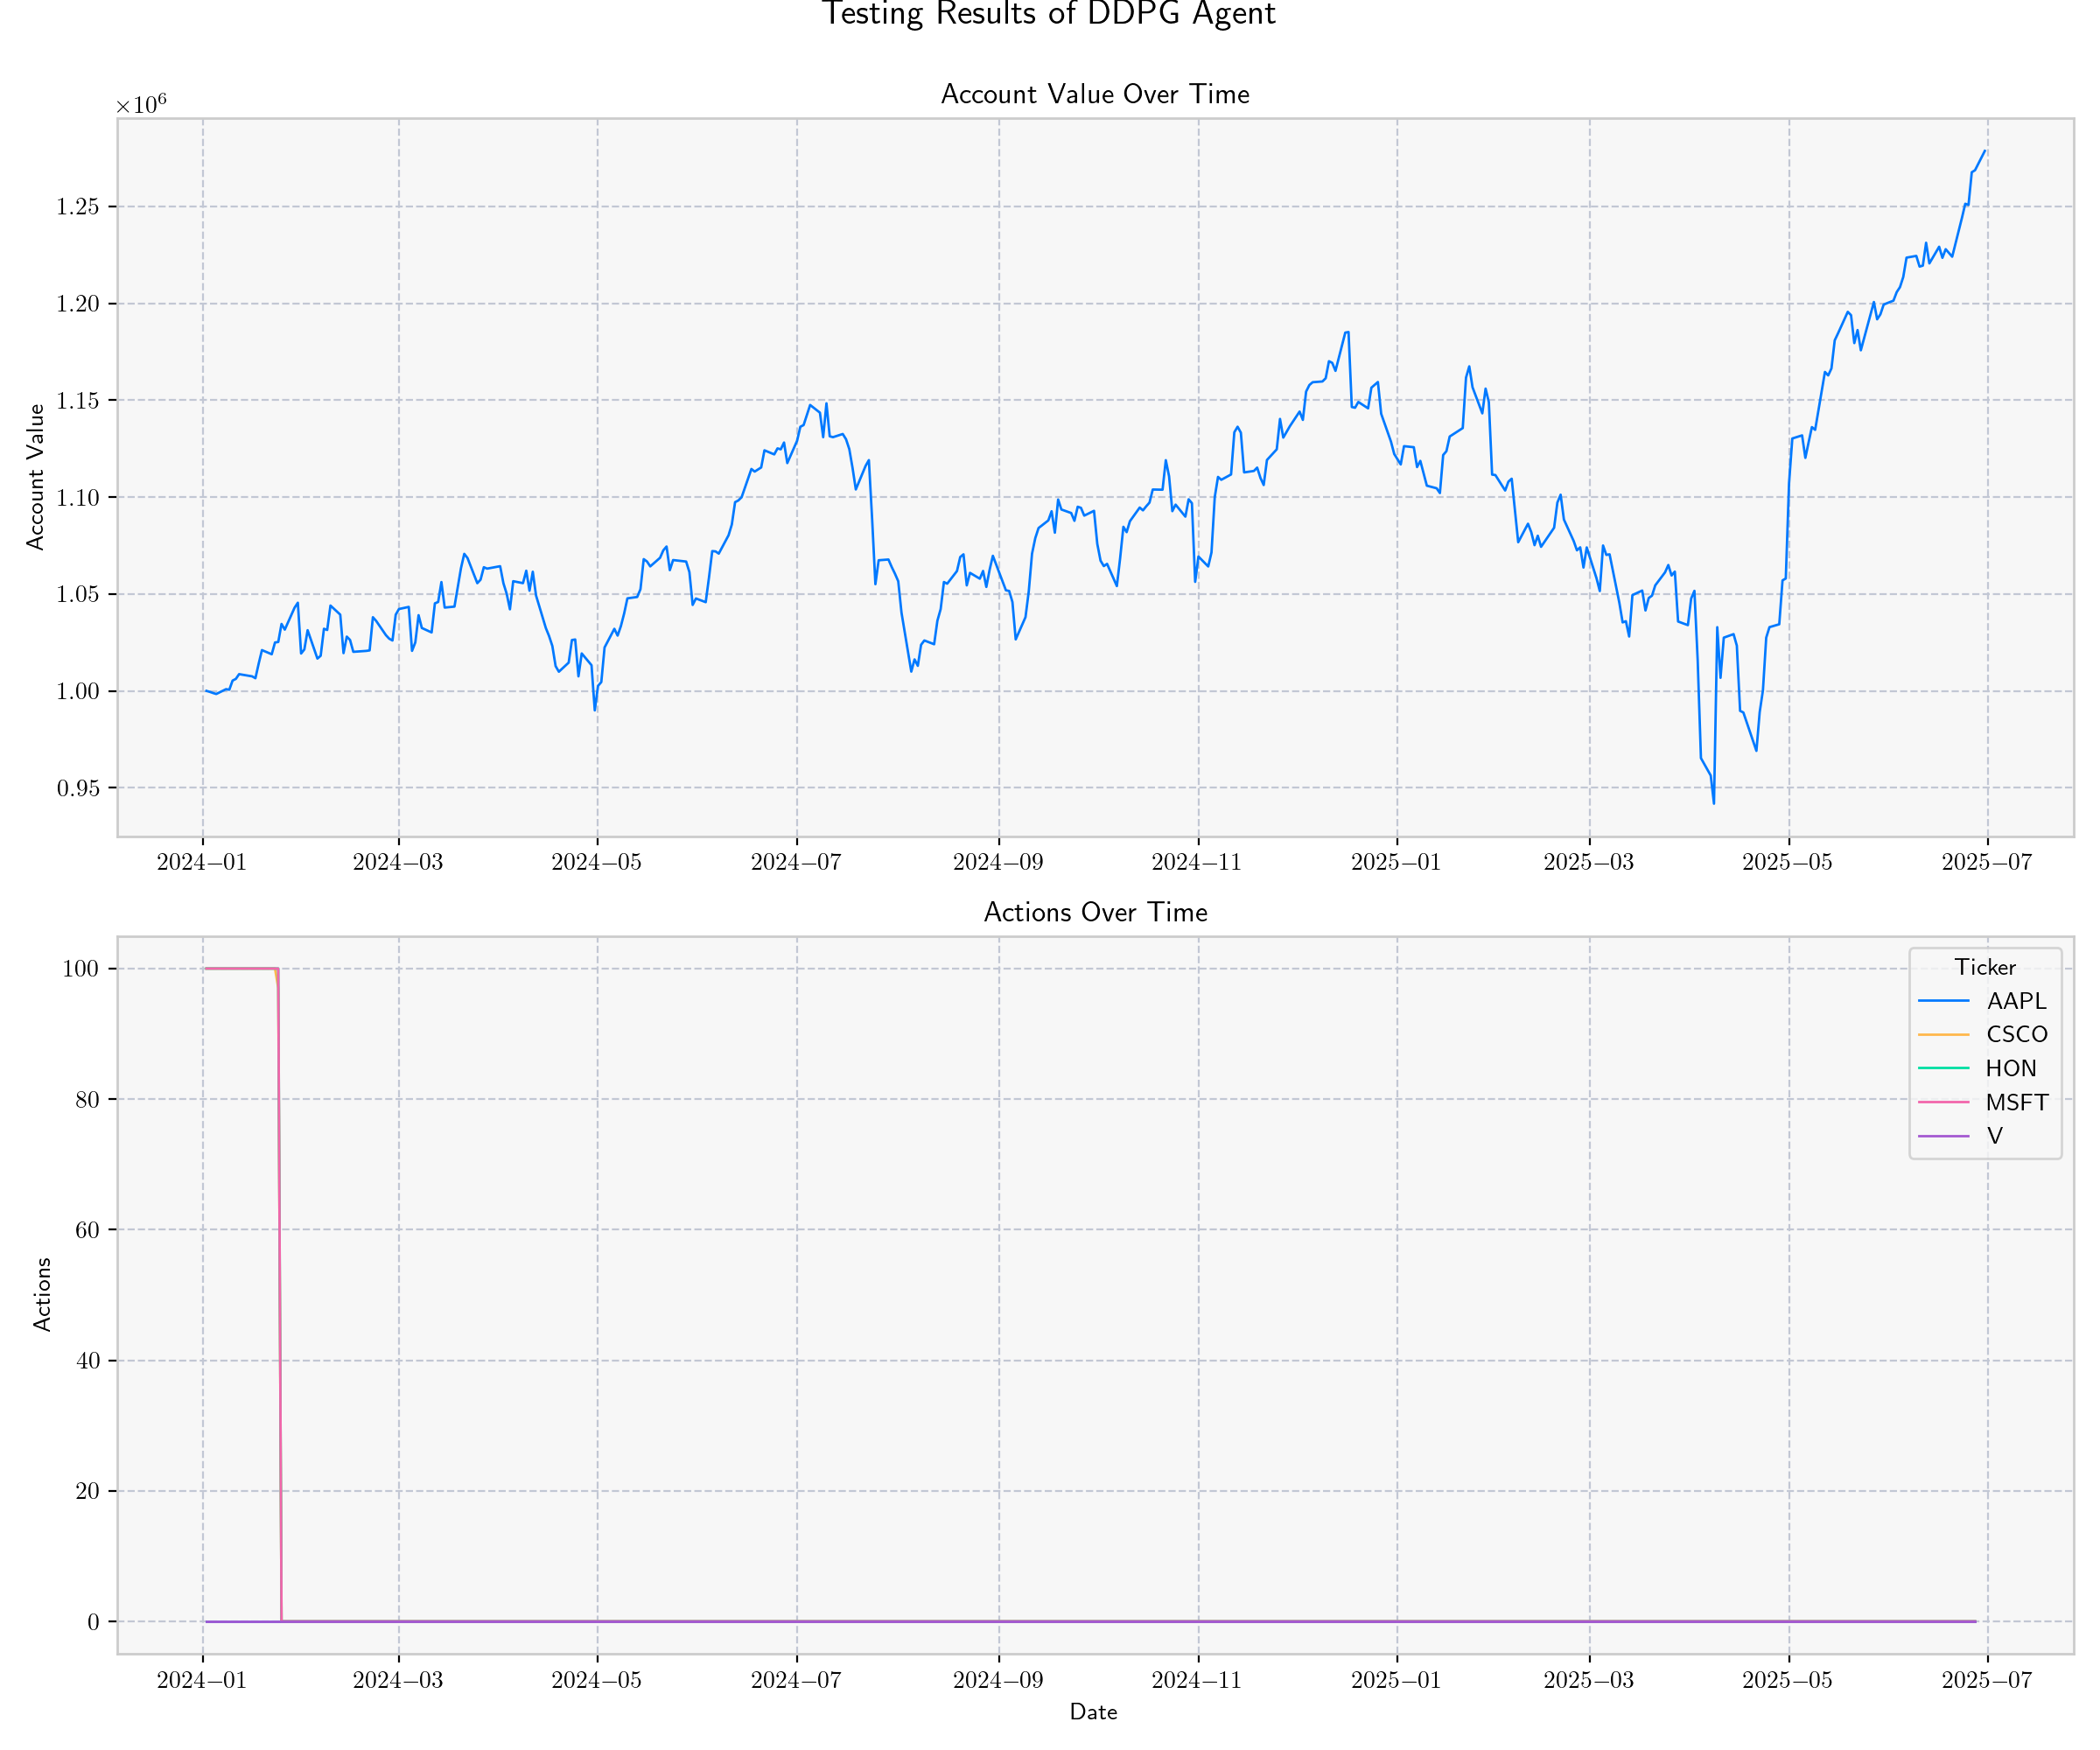 Testing Results of DDPG Agent
Account Value Over Time
×10⁶
1.25
1.20
1.15
1.10
1.05
1.00
0.95
Account Value
2024−01 2024−03 2024−05 2024−07 2024−09 2024−11 2025−01 2025−03 2025−05 2025−07
Actions Over Time
100
80
60
40
20
0
Actions
Ticker
AAPL
CSCO
HON
MSFT
V
2024−01 2024−03 2024−05 2024−07 2024−09 2024−11 2025−01 2025−03 2025−05 2025−07
Date